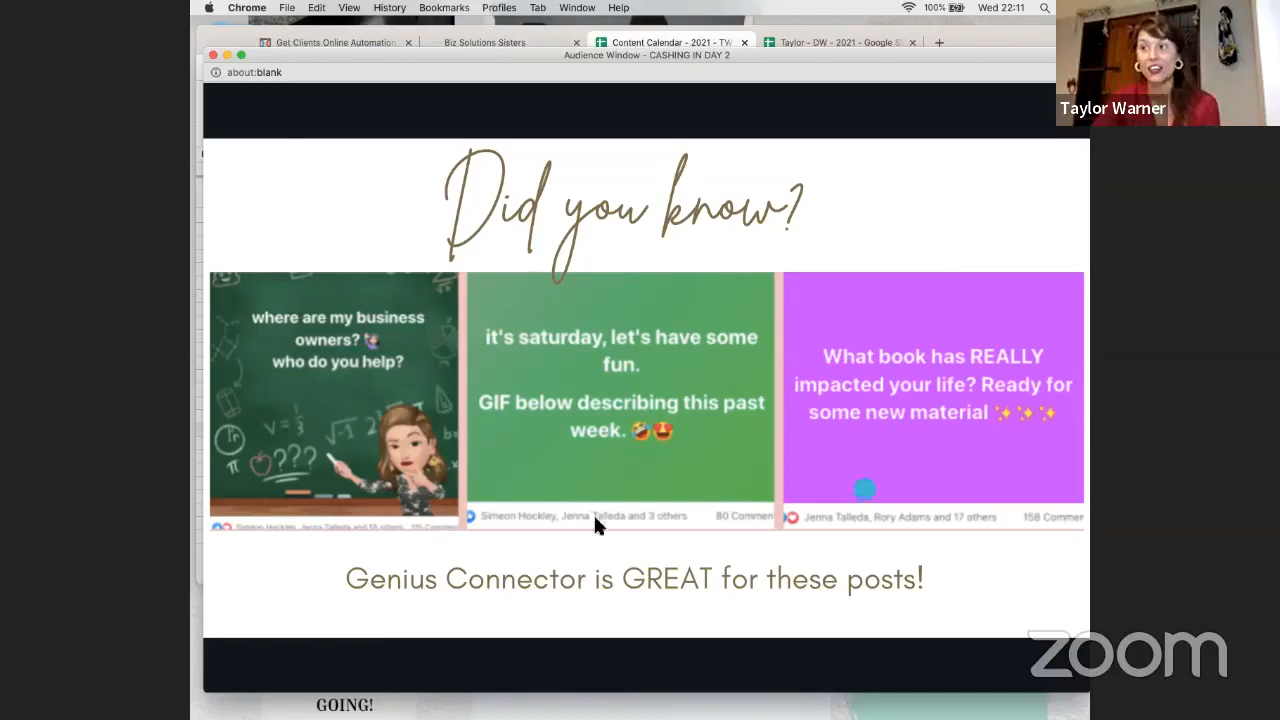 Chrome File Edit View History Bookmarks Profiles Tab Window Help 100% Wed 22:11
Get Clients Online Automation
Biz Solutions Sisters
Content Calendar - 2021 - TW
Taylor - DW - 2021 - Google S
Audience Window - CASHING IN DAY 2
about:blank
Taylor Warner
Did you know?
where are my business
owners?
who do you help?
V = 1/3
√-1
π
???
it's saturday, let's have some
fun.
GIF below describing this past
week. 🤣😍
What book has REALLY
impacted your life? Ready for
some new material ✨✨✨
Simeon Hockley, Jenna Talleda and 3 others 80 Commen
Jenna Talleda, Rory Adams and 17 others 158 Commer
Genius Connector is GREAT for these posts!
zoom
GOING!